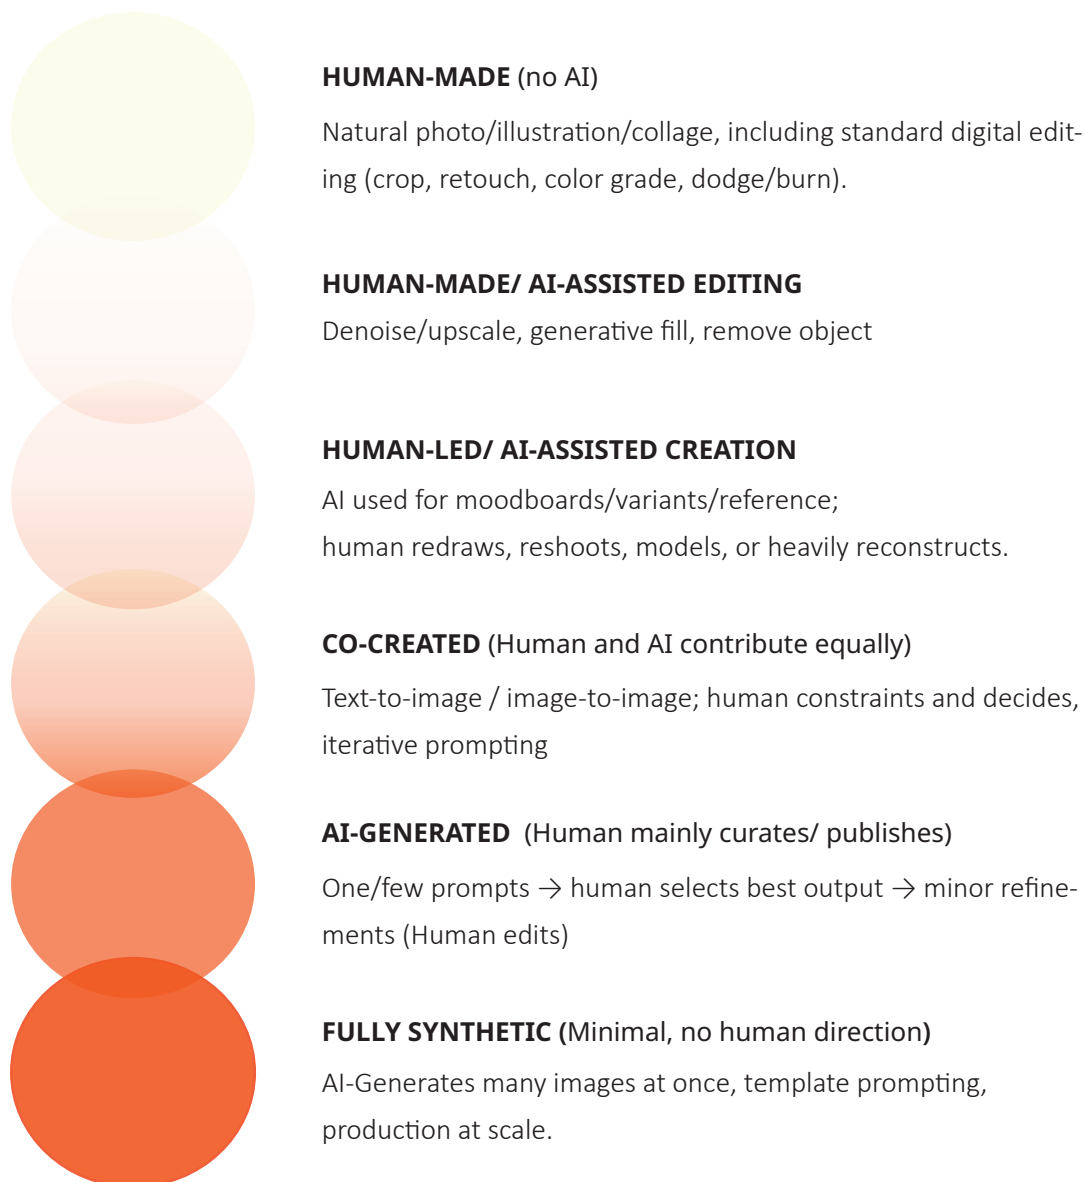 HUMAN-MADE (no AI)
Natural photo/illustration/collage, including standard digital edit-
ing (crop, retouch, color grade, dodge/burn).
HUMAN-MADE/ AI-ASSISTED EDITING
Denoise/upscale, generative fill, remove object
HUMAN-LED/ AI-ASSISTED CREATION
AI used for moodboards/variants/reference;
human redraws, reshoots, models, or heavily reconstructs.
CO-CREATED (Human and AI contribute equally)
Text-to-image / image-to-image; human constraints and decides,
iterative prompting
AI-GENERATED  (Human mainly curates/ publishes)
One/few prompts → human selects best output → minor refine-
ments (Human edits)
FULLY SYNTHETIC (Minimal, no human direction)
AI-Generates many images at once, template prompting,
production at scale.